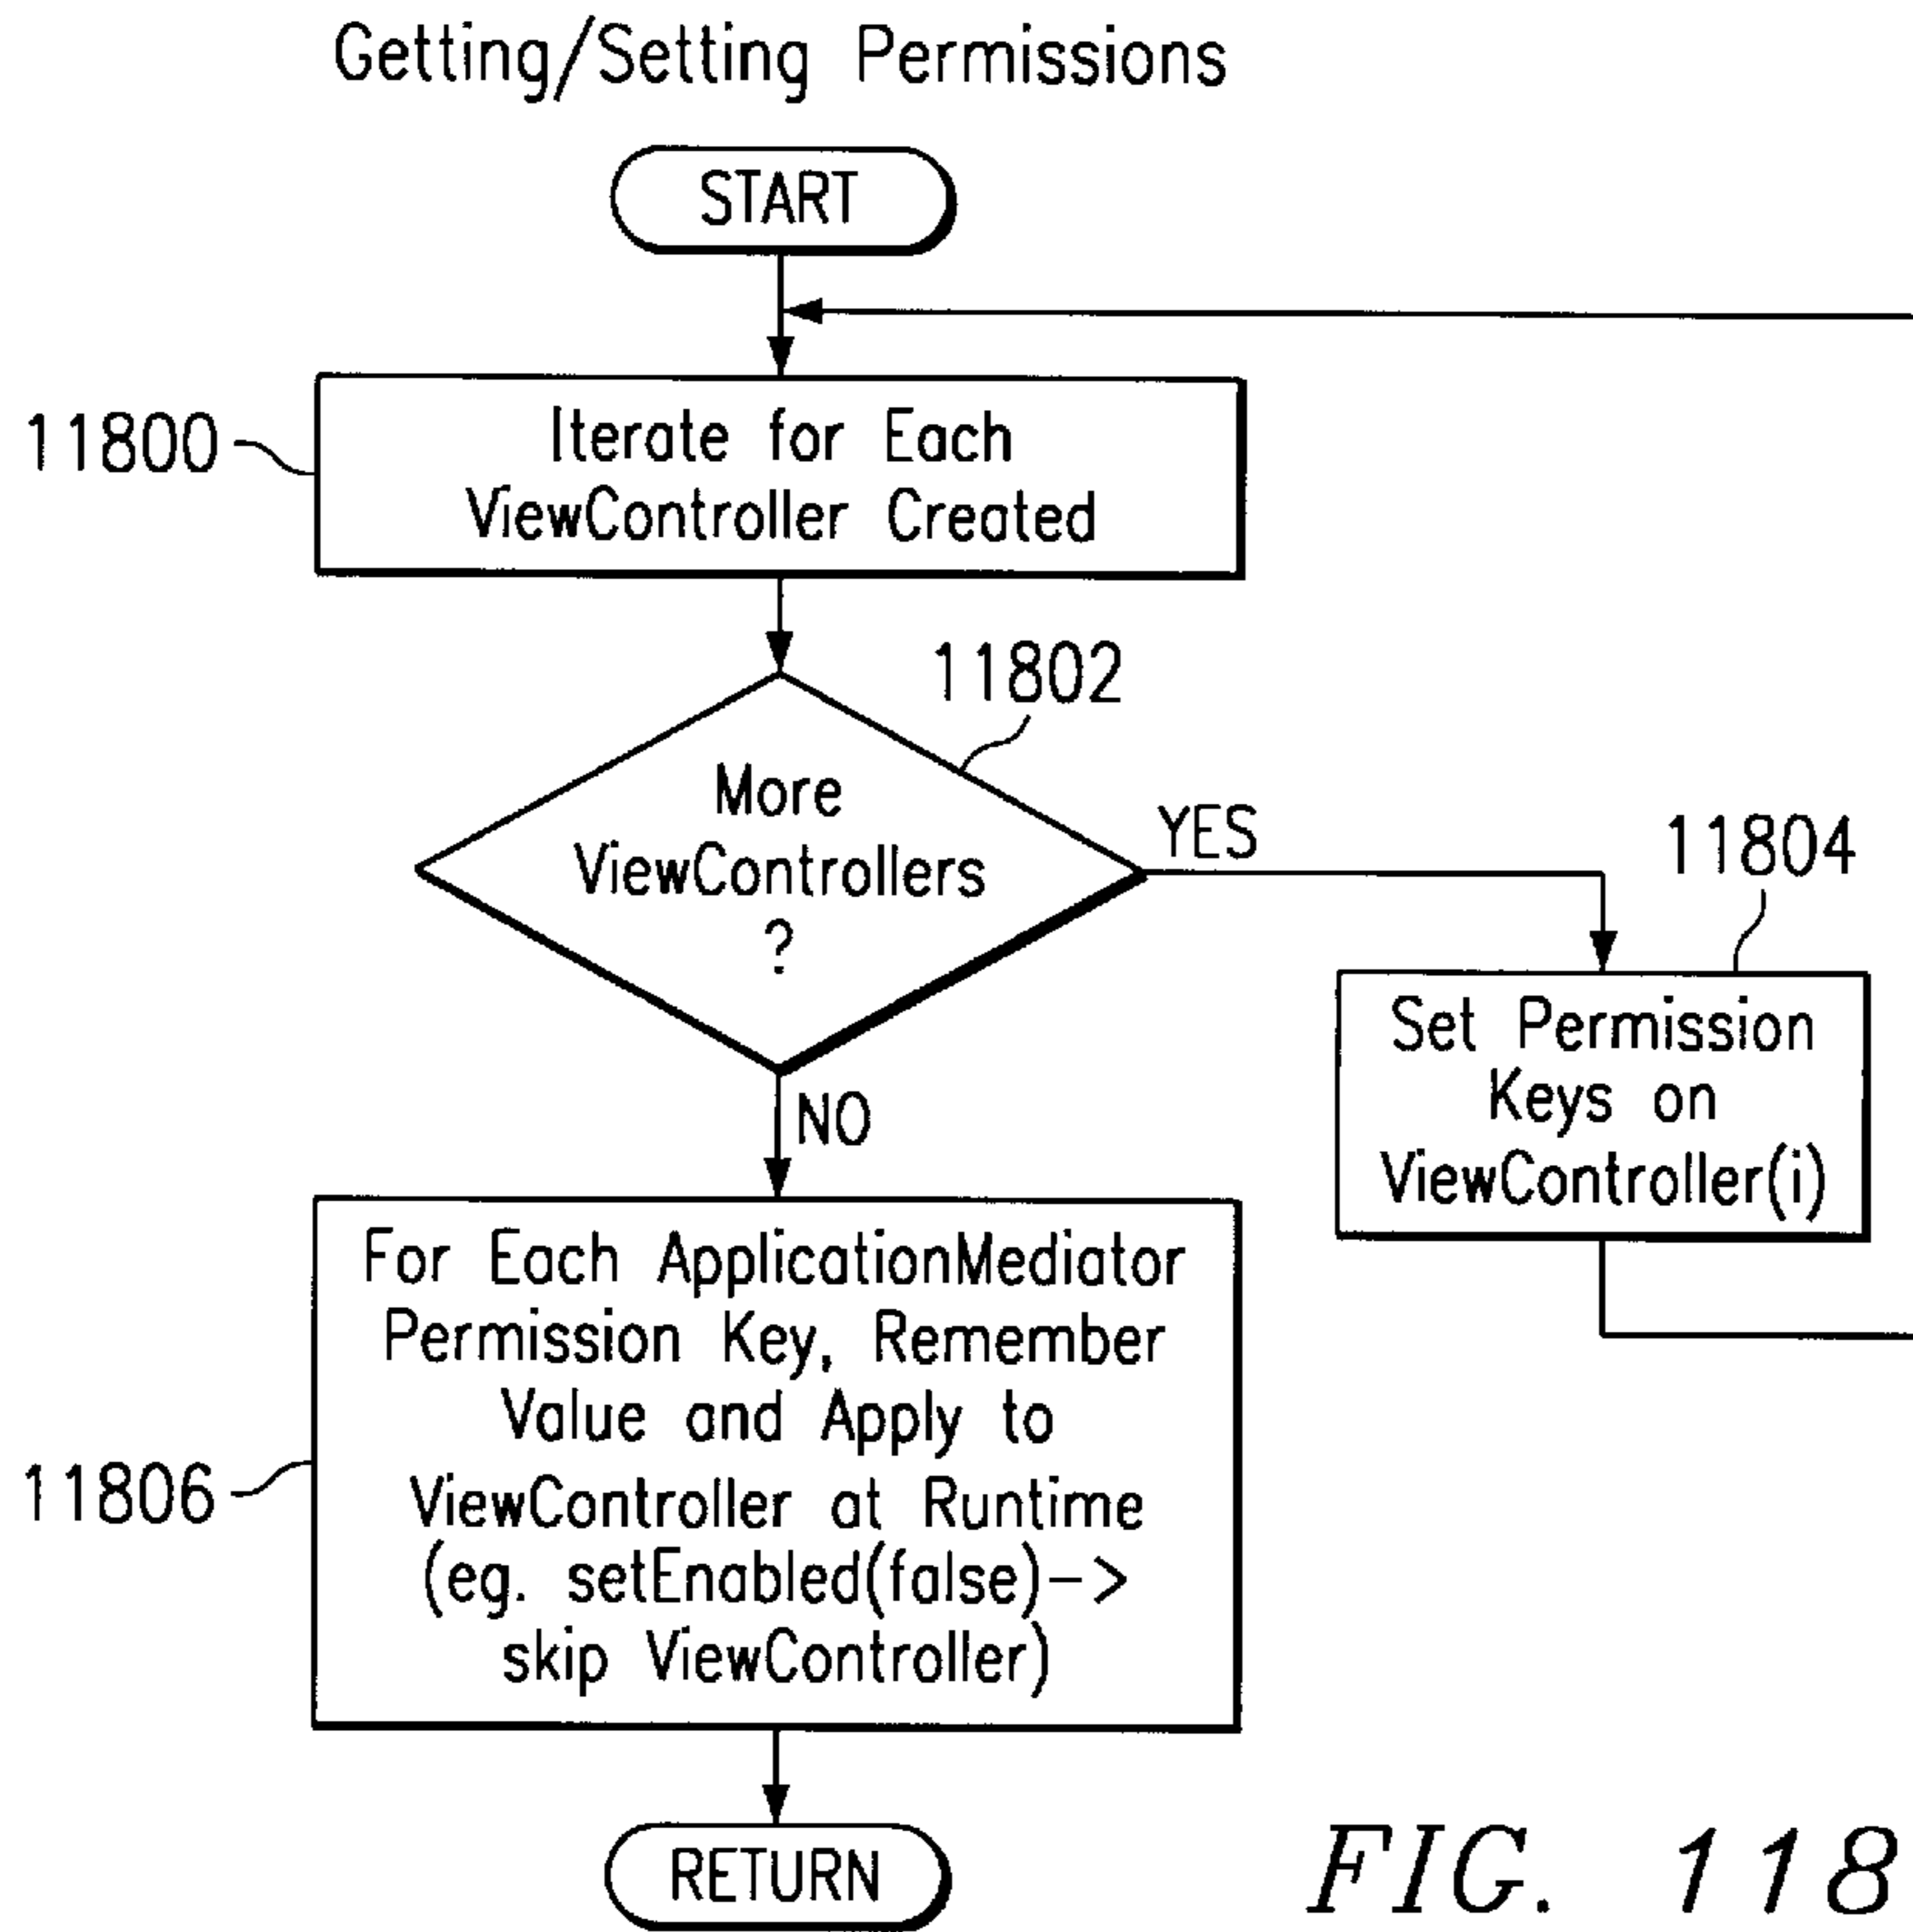 Getting/Setting Permissions
START
11800
Iterate for Each
ViewController Created
11802
More
ViewControllers
?
YES
11804
Set Permission
Keys on
ViewController(i)
NO
For Each ApplicationMediator
Permission Key, Remember
Value and Apply to
ViewController at Runtime
(eg. setEnabled(false)->
skip ViewController)
11806
RETURN
FIG. 118